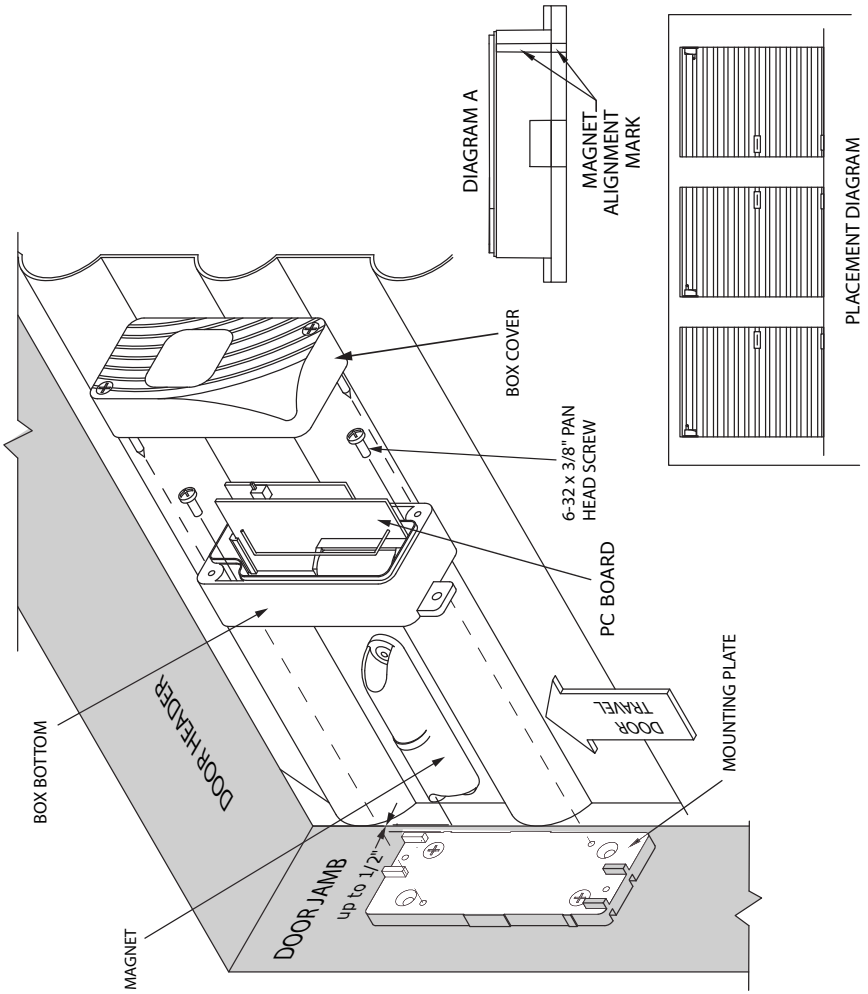 BOX BOTTOM
DOOR HEADER
MAGNET
DOOR JAMB
up to 1/2"
BOX COVER
6-32 x 3/8" PAN
HEAD SCREW
PC BOARD
DOOR
TRAVEL
MOUNTING PLATE
DIAGRAM A
MAGNET
ALIGNMENT
MARK
PLACEMENT DIAGRAM